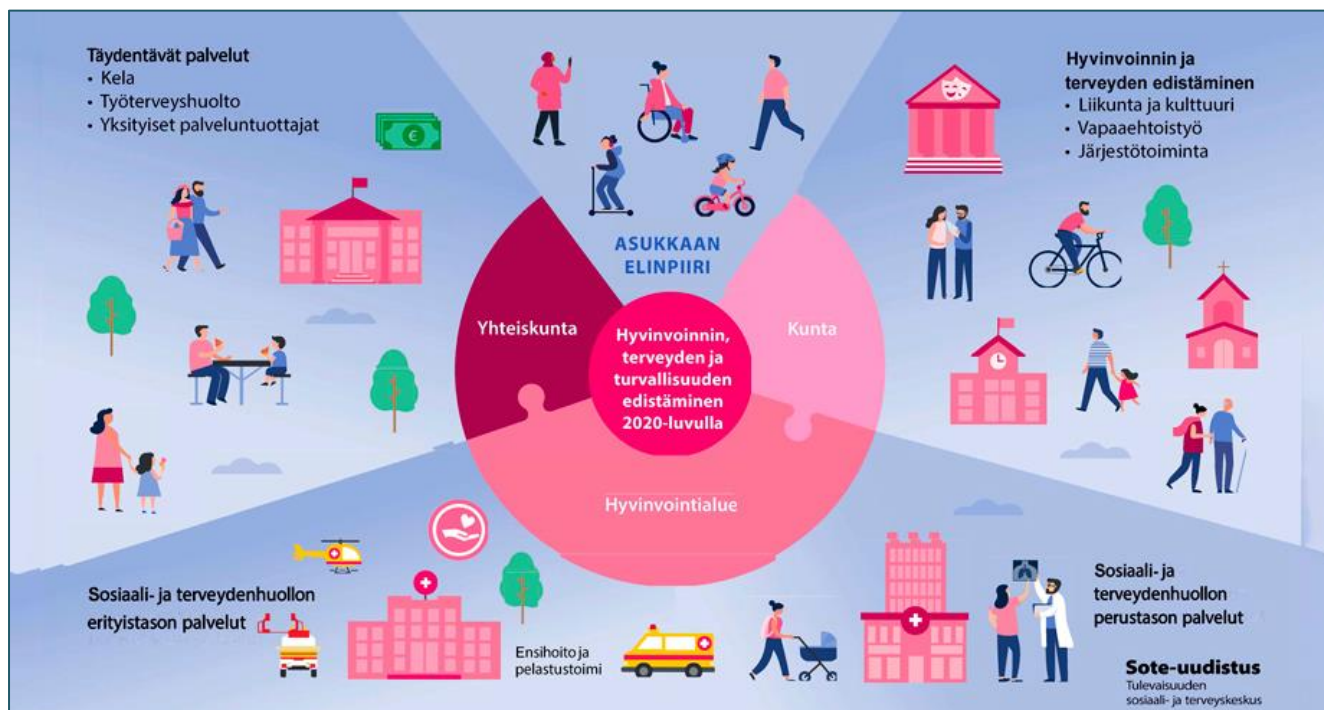 Täydentävät palvelut
• Kela
• Työterveyshuolto
• Yksityiset palveluntuottajat
Hyvinvoinnin ja
terveyden edistäminen
• Liikunta ja kulttuuri
• Vapaaehtoistyö
• Järjestötoiminta
ASUKKAAN
ELINPIIRI
Yhteiskunta
Hyvinvoinnin,
terveyden ja
turvallisuuden
edistäminen
2020-luvulla
Kunta
Hyvinvointialue
Sosiaali- ja terveydenhuollon
erityistason palvelut
Ensihoito ja
pelastustoimi
Sosiaali- ja
terveydenhuollon
perustason palvelut
Sote-uudistus
Tulevaisuuden
sosiaali- ja terveyskeskus